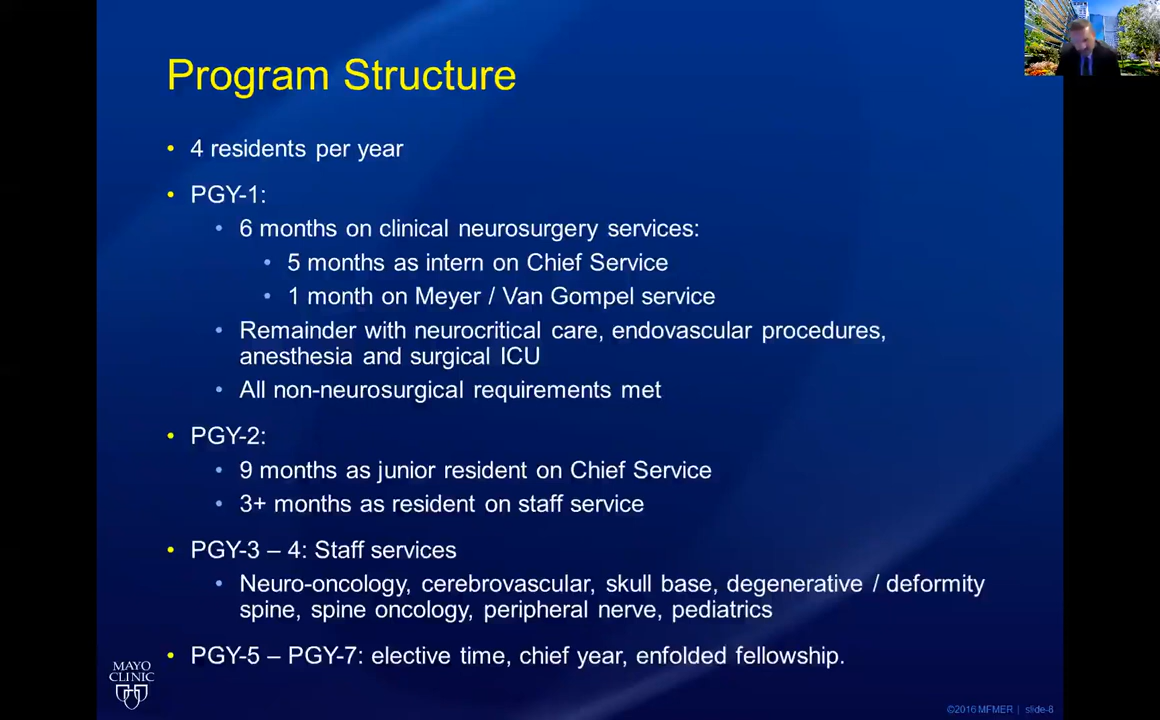 Program Structure
• 4 residents per year
• PGY-1:
• 6 months on clinical neurosurgery services:
• 5 months as intern on Chief Service
• 1 month on Meyer / Van Gompel service
• Remainder with neurocritical care, endovascular procedures,
anesthesia and surgical ICU
• All non-neurosurgical requirements met
• PGY-2:
• 9 months as junior resident on Chief Service
• 3+ months as resident on staff service
• PGY-3 – 4: Staff services
• Neuro-oncology, cerebrovascular, skull base, degenerative / deformity
spine, spine oncology, peripheral nerve, pediatrics
• PGY-5 – PGY-7: elective time, chief year, enfolded fellowship.
MAYO
CLINIC
©2016 MFMER | slide-8